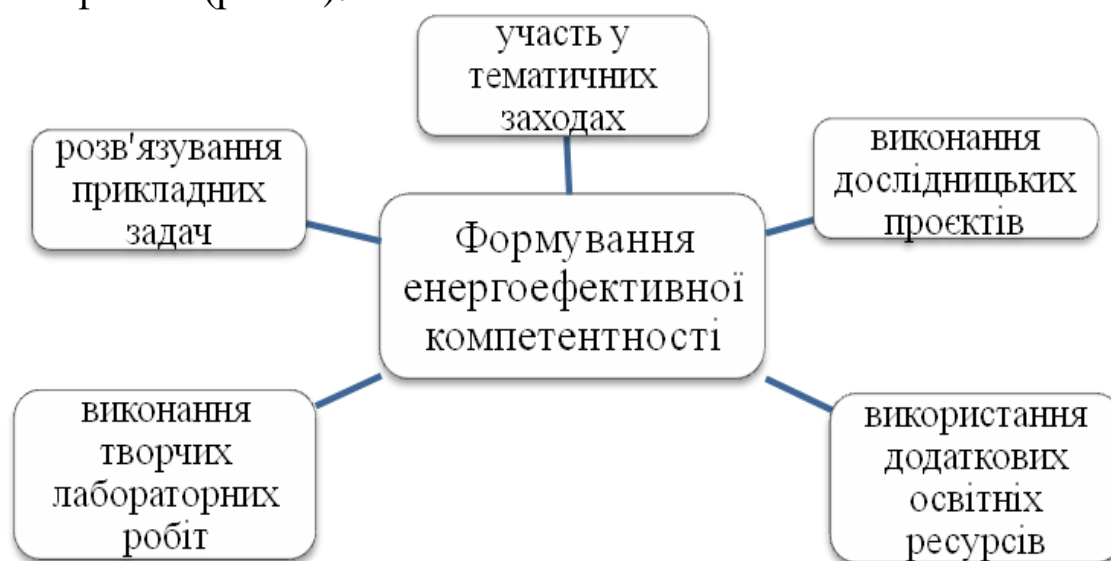 участь у
тематичних
заходах
розв'язування
прикладних
задач
виконання
дослідницьких
проєктів
Формування
енергоефективної
компетентності
виконання
творчих
лабораторних
робіт
використання
додаткових
освітніх
ресурсів